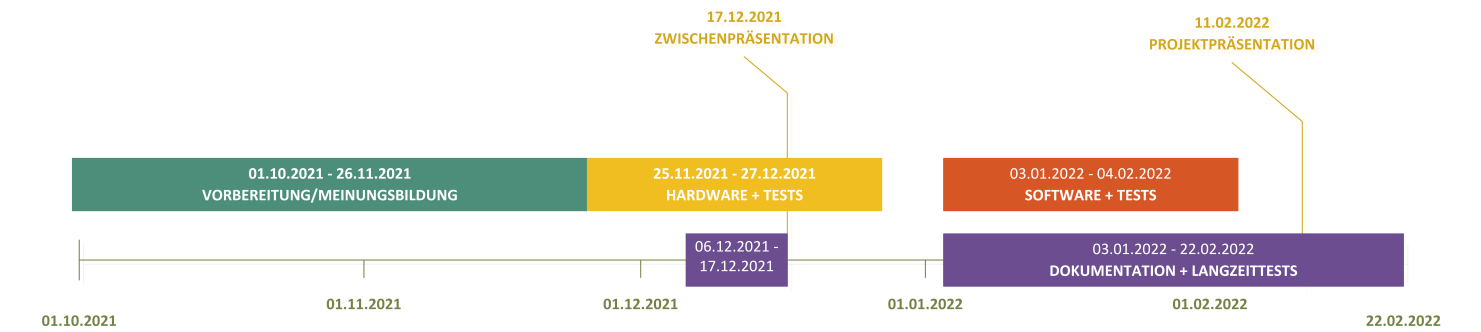 17.12.2021
ZWISCHENPRÄSENTATION
11.02.2022
PROJEKTPRÄSENTATION
01.10.2021 - 26.11.2021
VORBEREITUNG/MEINUNGSBILDUNG
25.11.2021 - 27.12.2021
HARDWARE + TESTS
03.01.2022 - 04.02.2022
SOFTWARE + TESTS
06.12.2021 -
17.12.2021
03.01.2022 - 22.02.2022
DOKUMENTATION + LANGZEITTESTS
01.10.2021
01.11.2021
01.12.2021
01.01.2022
01.02.2022
22.02.2022